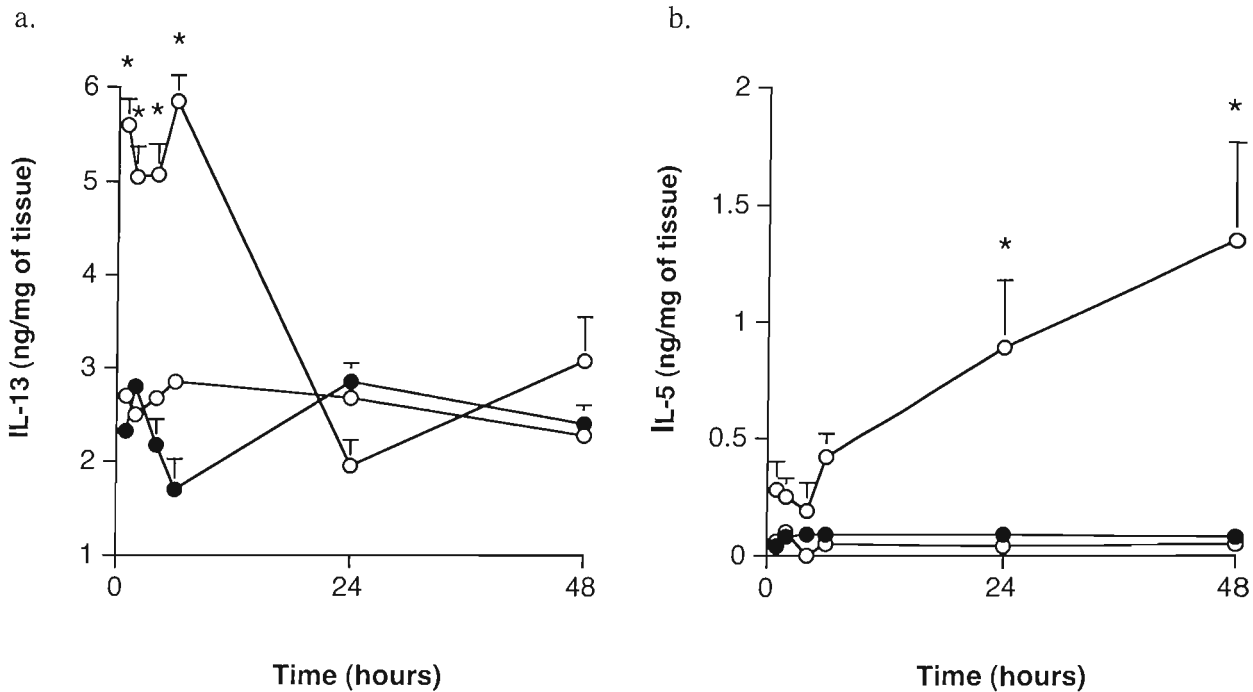 a.
IL-13 (ng/mg of tissue)
6
5
4
3
2
1
* * * *
0 24 48
Time (hours)
b.
IL-5 (ng/mg of tissue)
2
1.5
1
0.5
0
* *
0 24 48
Time (hours)